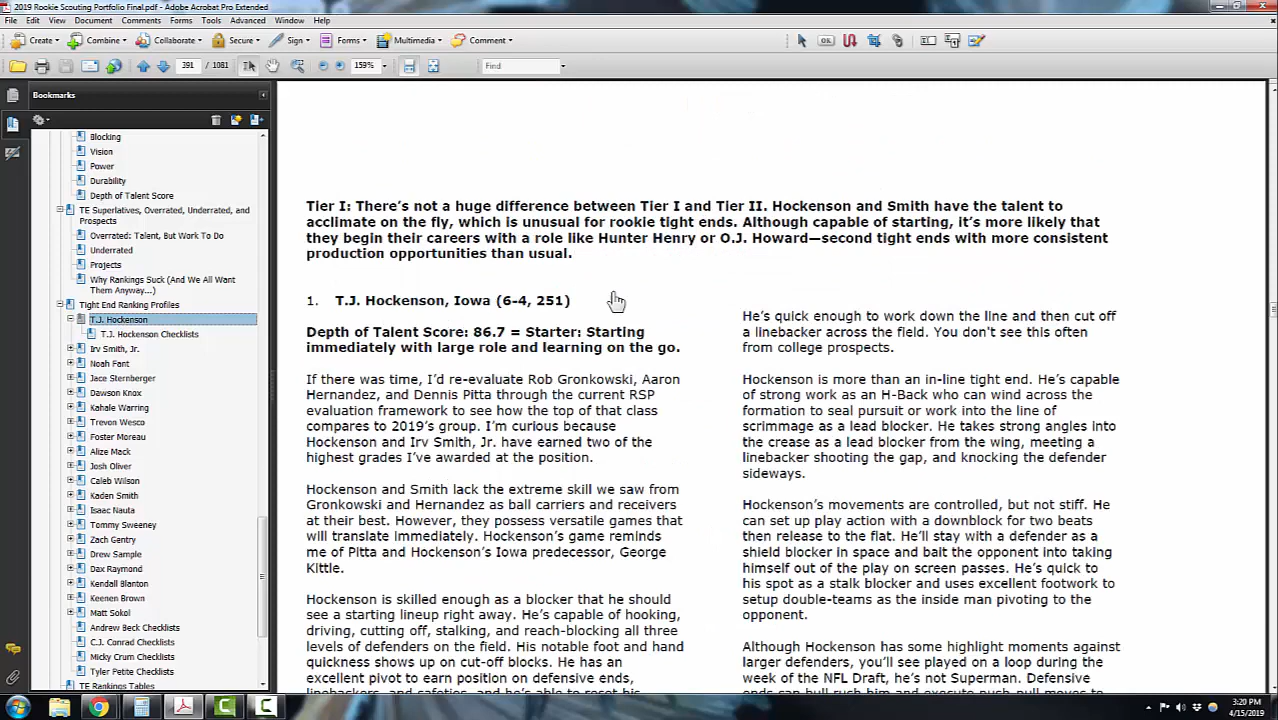 2019 Rookie Scouting Portfolio Final.pdf - Adobe Acrobat Pro Extended
File Edit View Document Comments Forms Tools Advanced Window Help
Create Combine Collaborate Secure Sign Forms Multimedia Comment
391 / 1081 159% Find
Bookmarks
Blocking
Vision
Power
Durability
Depth of Talent Score
TE Superlatives, Overrated, Underrated, and
Prospects
Overrated: Talent, But Work To Do
Underrated
Projects
Why Rankings Suck (And We All Want
Them Anyway...)
Tight End Ranking Profiles
T.J. Hockenson
T.J. Hockenson Checklists
Irv Smith, Jr.
Noah Fant
Jace Sternberger
Dawson Knox
Kahale Warring
Trevon Wesco
Foster Moreau
Alize Mack
Josh Oliver
Caleb Wilson
Kaden Smith
Isaac Nauta
Tommy Sweeney
Zach Gentry
Drew Sample
Dax Raymond
Kendall Blanton
Keenen Brown
Matt Sokol
Andrew Beck Checklists
C.J. Conrad Checklists
Micky Crum Checklists
Tyler Petite Checklists
TE Rankings Tables
Tier I: There's not a huge difference between Tier I and Tier II. Hockenson and Smith have the talent to
acclimate on the fly, which is unusual for rookie tight ends. Although capable of starting, it's more likely that
they begin their careers with a role like Hunter Henry or O.J. Howard—second tight ends with more consistent
production opportunities than usual.
1. T.J. Hockenson, Iowa (6-4, 251)
Depth of Talent Score: 86.7 = Starter: Starting
immediately with large role and learning on the go.
If there was time, I'd re-evaluate Rob Gronkowski, Aaron
Hernandez, and Dennis Pitta through the current RSP
evaluation framework to see how the top of that class
compares to 2019's group. I'm curious because
Hockenson and Irv Smith, Jr. have earned two of the
highest grades I've awarded at the position.
Hockenson and Smith lack the extreme skill we saw from
Gronkowski and Hernandez as ball carriers and receivers
at their best. However, they possess versatile games that
will translate immediately. Hockenson's game reminds
me of Pitta and Hockenson's Iowa predecessor, George
Kittle.
Hockenson is skilled enough as a blocker that he should
see a starting lineup right away. He's capable of hooking,
driving, cutting off, stalking, and reach-blocking all three
levels of defenders on the field. His notable foot and hand
quickness shows up on cut-off blocks. He has an
excellent pivot to earn position on defensive ends,
linebackers, and safeties, and he's able to reset his
He's quick enough to work down the line and then cut off
a linebacker across the field. You don't see this often
from college prospects.
Hockenson is more than an in-line tight end. He's capable
of strong work as an H-Back who can wind across the
formation to seal pursuit or work into the line of
scrimmage as a lead blocker. He takes strong angles into
the crease as a lead blocker from the wing, meeting a
linebacker shooting the gap, and knocking the defender
sideways.
Hockenson's movements are controlled, but not stiff. He
can set up play action with a downblock for two beats
then release to the flat. He'll stay with a defender as a
shield blocker in space and bait the opponent into taking
himself out of the play on screen passes. He's quick to
his spot as a stalk blocker and uses excellent footwork to
setup double-teams as the inside man pivoting to the
opponent.
Although Hockenson has some highlight moments against
larger defenders, you'll see played on a loop during the
week of the NFL Draft, he's not Superman. Defensive
ends can bull rush him and execute push-pull moves to
3:20 PM
4/15/2019